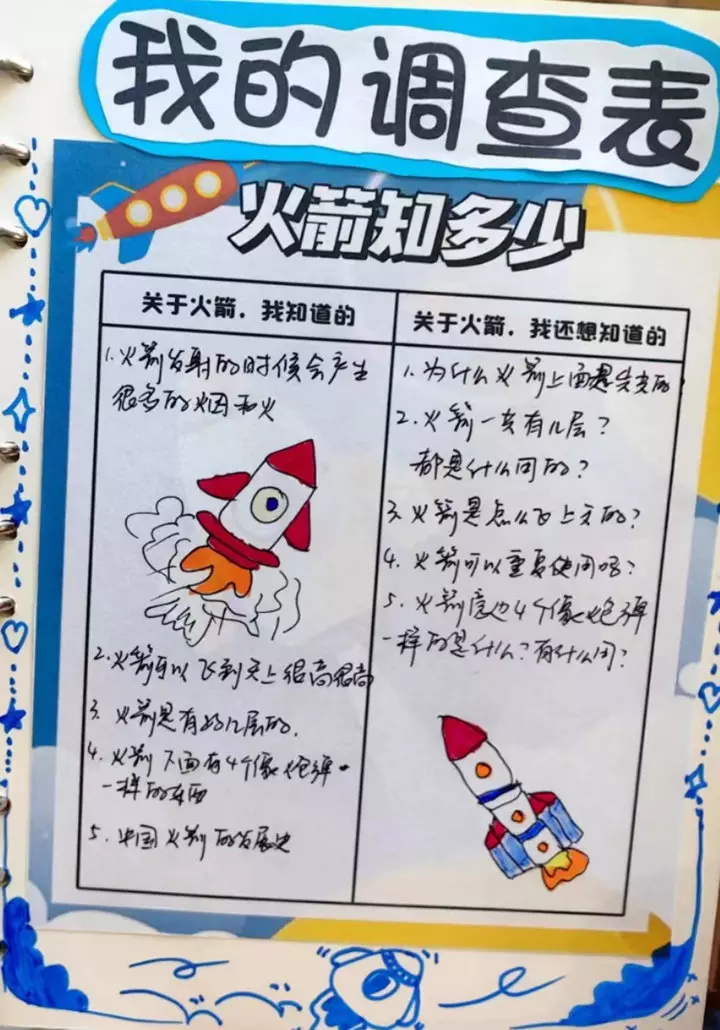 我的调查表
火箭知多少
关于火箭，我知道的
1.火箭发射的时候会产生
很多的烟和火
2.火箭可以飞到天上很高很高
3.火箭是有好几层的.
4.火箭下面有4个像炮弹
一样的东西
5.中国火箭的发展史
关于火箭，我还想知道的
1.为什么火箭上面是尖尖的?
2.火箭一共有几层?
都是什么用的?
3.火箭是怎么飞上天的?
4.火箭可以重复使用吗?
5.火箭底边4个像炮弹
一样的是什么?有什么用?